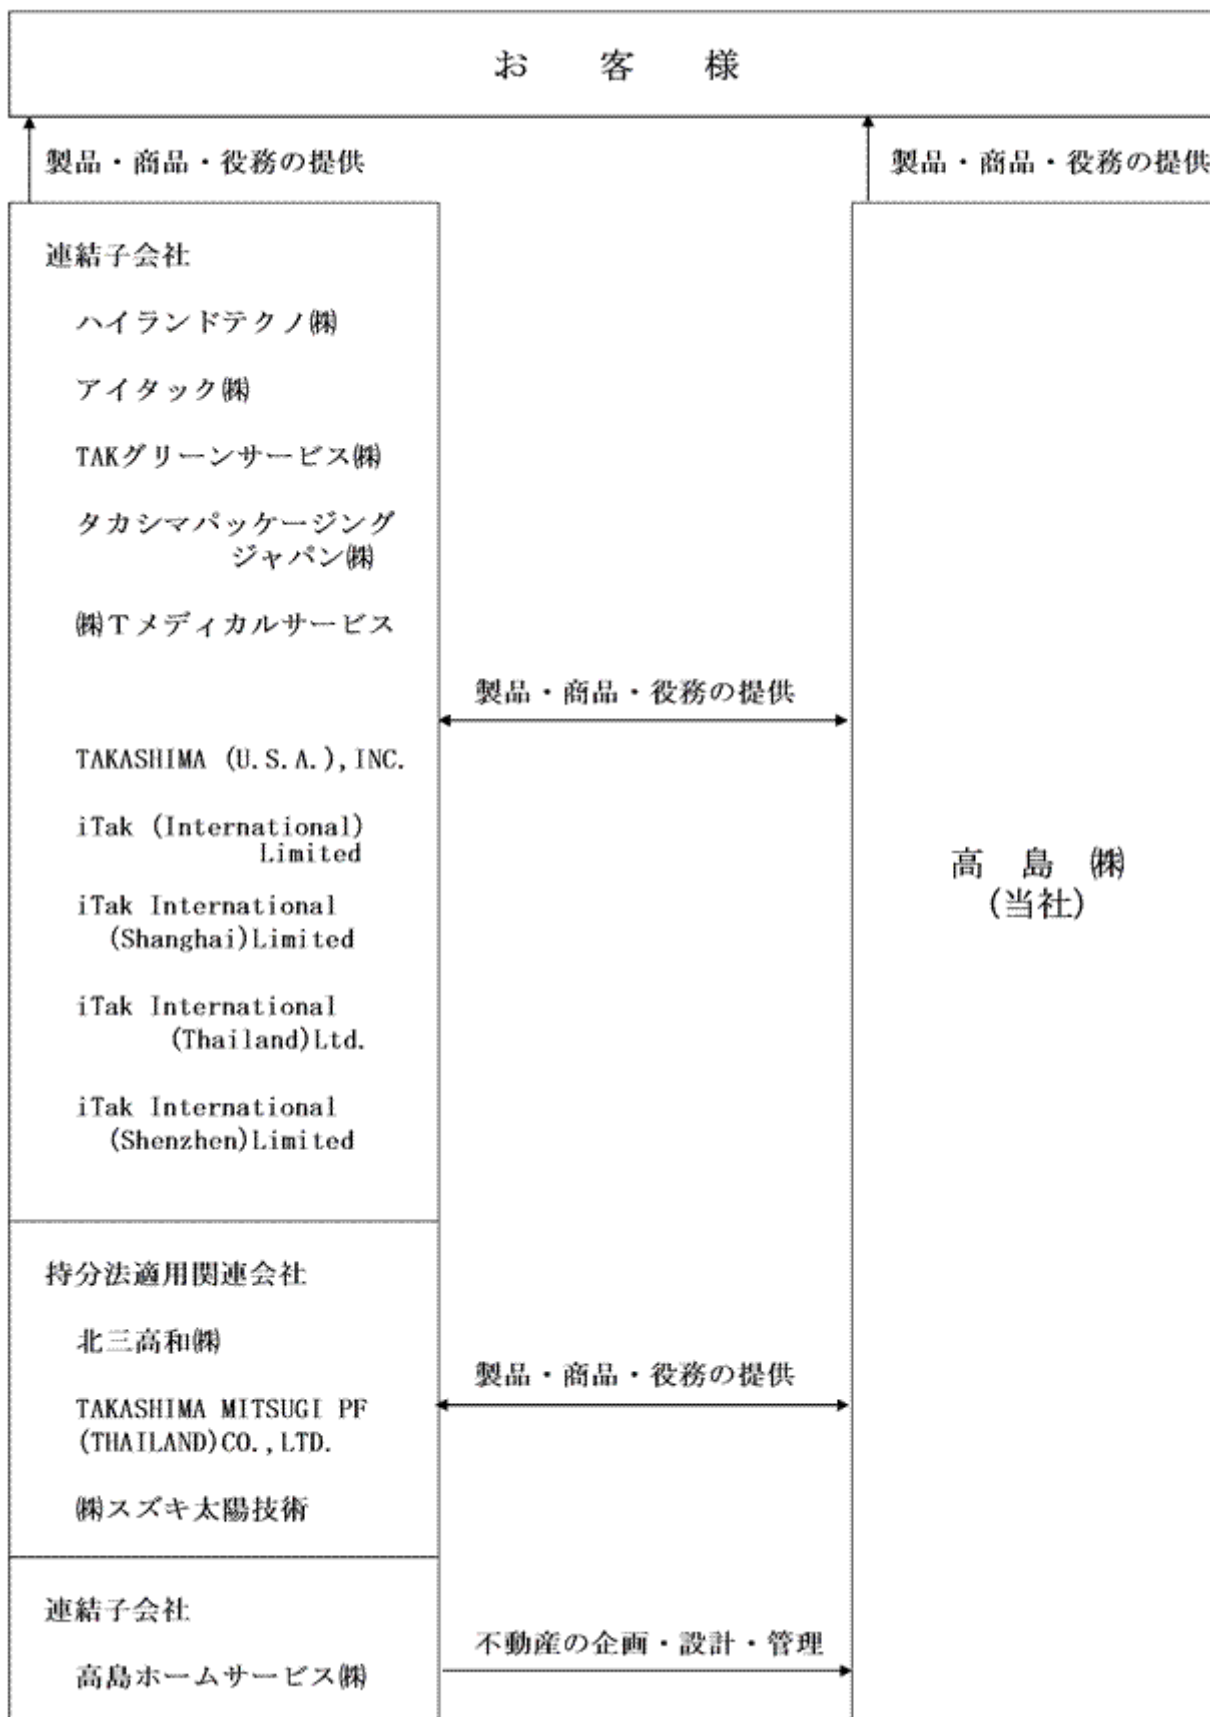 お 客 様
製品・商品・役務の提供
製品・商品・役務の提供
連結子会社
ハイランドテクノ㈱
アイタック㈱
TAKグリーンサービス㈱
タカシマパッケージング
ジャパン㈱
㈱Ｔメディカルサービス
TAKASHIMA (U.S.A.),INC.
iTak (International)
Limited
iTak International
(Shanghai)Limited
iTak International
(Thailand)Ltd.
iTak International
(Shenzhen)Limited
製品・商品・役務の提供
高 島 ㈱
(当社)
持分法適用関連会社
北三高和㈱
TAKASHIMA MITSUGI PF
(THAILAND)CO.,LTD.
㈱スズキ太陽技術
製品・商品・役務の提供
連結子会社
高島ホームサービス㈱
不動産の企画・設計・管理